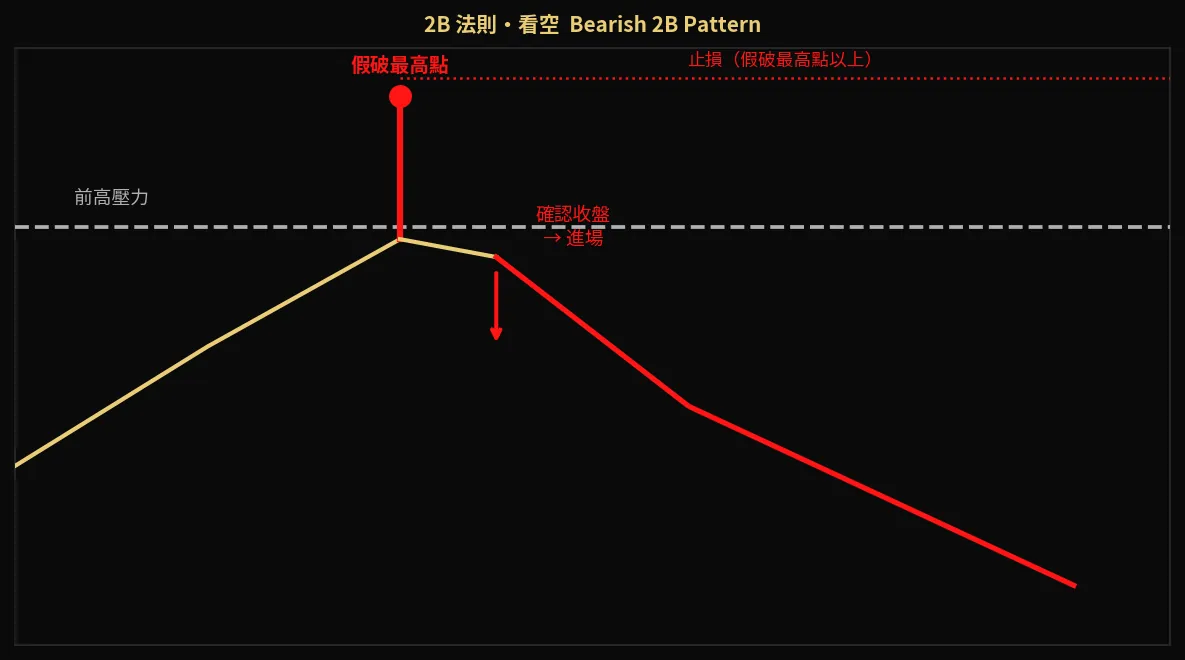 2B 法則·看空 Bearish 2B Pattern
假破最高點
止損（假破最高點以上）
前高壓力
確認收盤
→ 進場